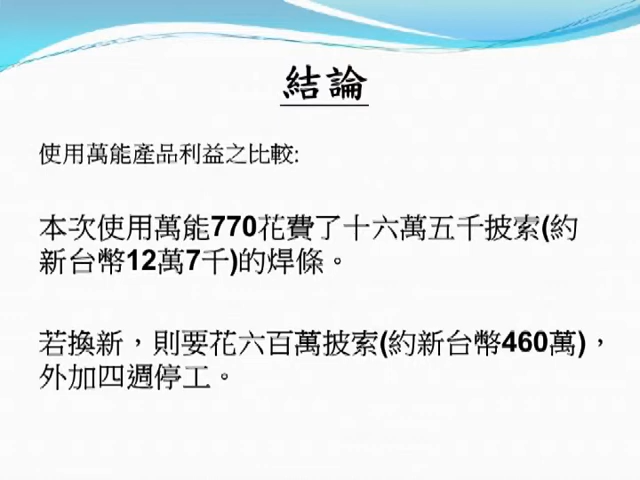 結論
使用萬能產品利益之比較:
本次使用萬能770花費了十六萬五千披索(約
新台幣12萬7千)的焊條。
若換新，則要花六百萬披索(約新台幣460萬)，
外加四週停工。